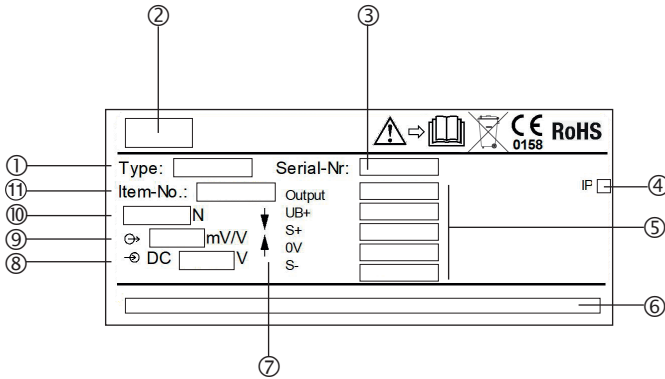 ② ③
CE RoHS
0158
① Type: Serial-Nr:
⑪ Item-No.: Output IP ④
⑩ N UB+
⑨ mV/V S+ ⑤
⑧ DC V 0V
S-
⑥
⑦